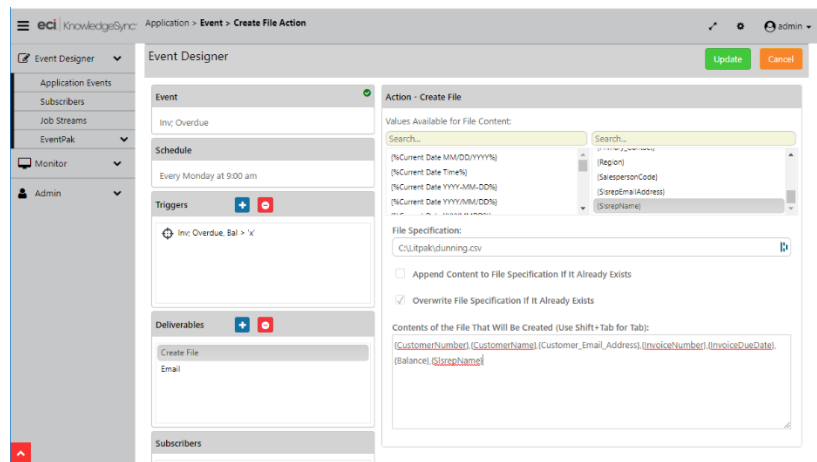 eci KnowledgeSync
Application > Event > Create File Action
admin
Event Designer
Application Events
Subscribers
Job Streams
EventPak
Monitor
Admin
Event Designer
Update
Cancel
Event
Inv; Overdue
Schedule
Every Monday at 9:00 am
Triggers
Inv; Overdue, Bal > 'x'
Deliverables
Create File
Email
Subscribers
Action - Create File
Values Available for File Content:
Search...
{%Current Date MM/DD/YYYY%}
{%Current Date Time%}
{%Current Date YYYY-MM-DD%}
{%Current Date YYYY/MM/DD%}
Search...
{Region}
{SalespersonCode}
{SlsrepEmailAddress}
{SlsrepName}
File Specification:
C:\Litpak\dunning.csv
Append Content to File Specification If It Already Exists
Overwrite File Specification If It Already Exists
Contents of the File That Will Be Created (Use Shift+Tab for Tab):
{CustomerNumber},{CustomerName},{Customer_Email_Address},{InvoiceNumber},{InvoiceDueDate},
{Balance},{SlsrepName}